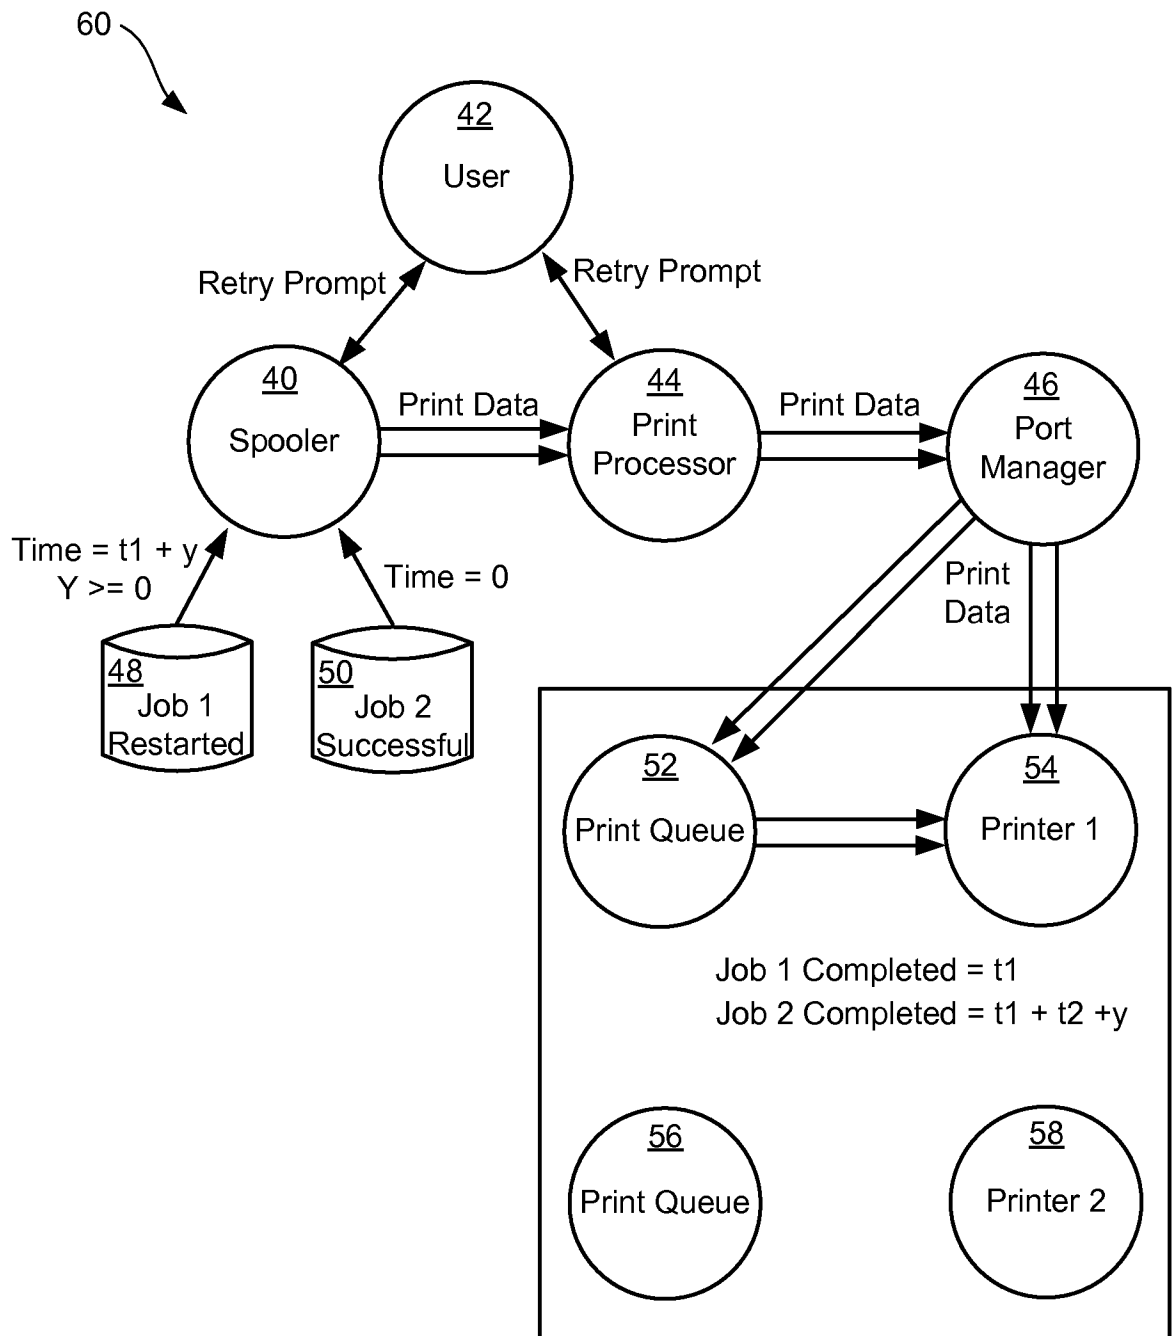 60
42
User
Retry Prompt
Retry Prompt
40
Spooler
Print Data
44
Print
Processor
Print Data
46
Port
Manager
Time = t1 + y
Y >= 0
Time = 0
Print
Data
48
Job 1
Restarted
50
Job 2
Successful
52
Print Queue
54
Printer 1
Job 1 Completed = t1
Job 2 Completed = t1 + t2 +y
56
Print Queue
58
Printer 2